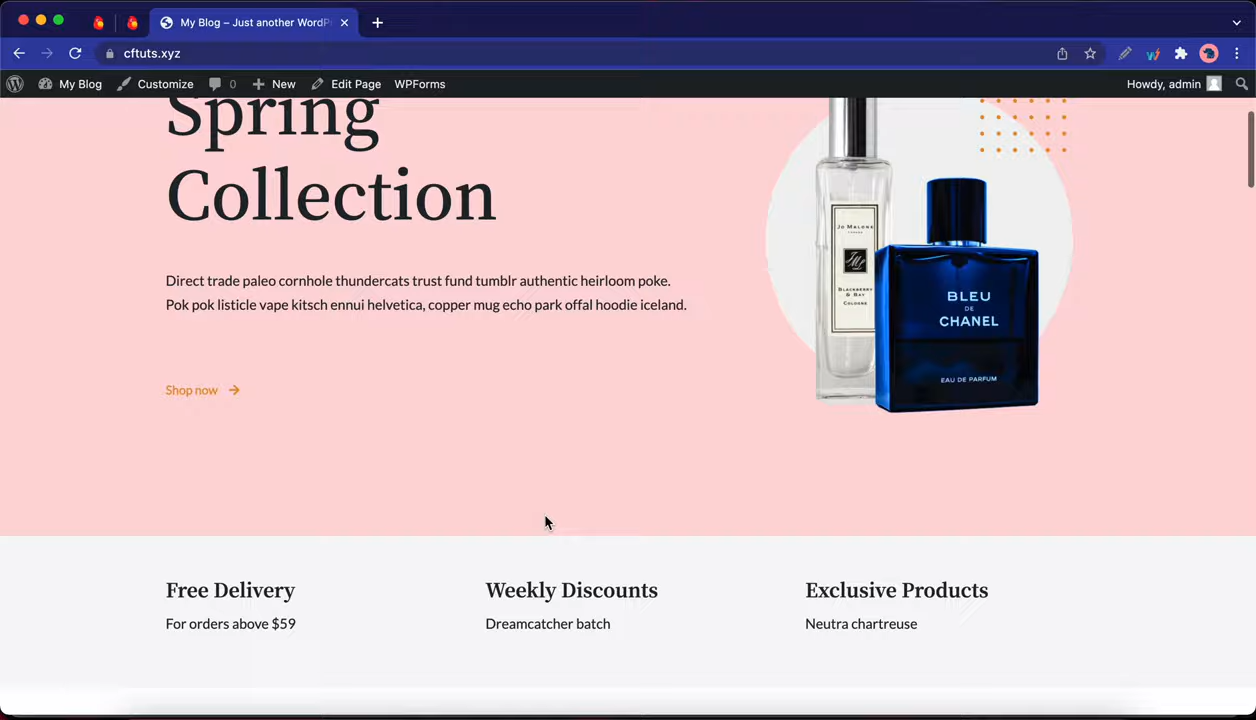 My Blog – Just another WordP
cftuts.xyz
My Blog
Customize
0
New
Edit Page
WPForms
Howdy, admin
Spring
Collection
Direct trade paleo cornhole thundercats trust fund tumblr authentic heirloom poke.
Pok pok listicle vape kitsch ennui helvetica, copper mug echo park offal hoodie iceland.
Shop now
JO MALONE
LONDON
BLACKBERRY
& BAY
COLOGNE
BLEU
DE
CHANEL
EAU DE PARFUM
Free Delivery
For orders above $59
Weekly Discounts
Dreamcatcher batch
Exclusive Products
Neutra chartreuse